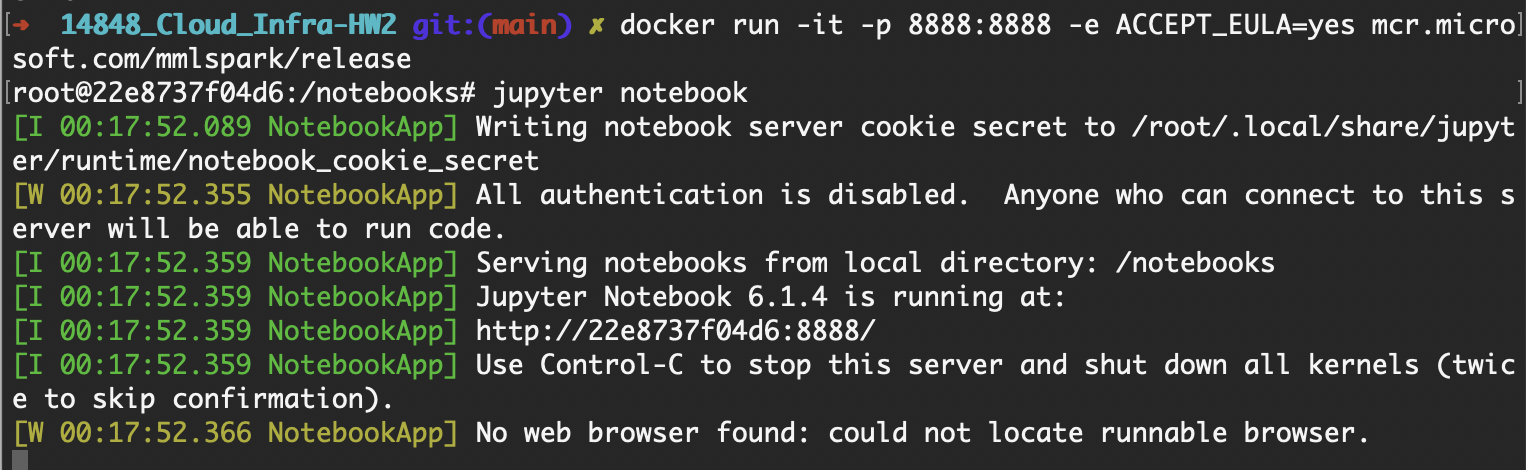 [➜  14848_Cloud_Infra-HW2 git:(main) ✗ docker run -it -p 8888:8888 -e ACCEPT_EULA=yes mcr.micro]
soft.com/mmlspark/release
[root@22e8737f04d6:/notebooks# jupyter notebook ]
[I 00:17:52.089 NotebookApp] Writing notebook server cookie secret to /root/.local/share/jupyt
er/runtime/notebook_cookie_secret
[W 00:17:52.355 NotebookApp] All authentication is disabled.  Anyone who can connect to this s
erver will be able to run code.
[I 00:17:52.359 NotebookApp] Serving notebooks from local directory: /notebooks
[I 00:17:52.359 NotebookApp] Jupyter Notebook 6.1.4 is running at:
[I 00:17:52.359 NotebookApp] http://22e8737f04d6:8888/
[I 00:17:52.359 NotebookApp] Use Control-C to stop this server and shut down all kernels (twic
e to skip confirmation).
[W 00:17:52.366 NotebookApp] No web browser found: could not locate runnable browser.